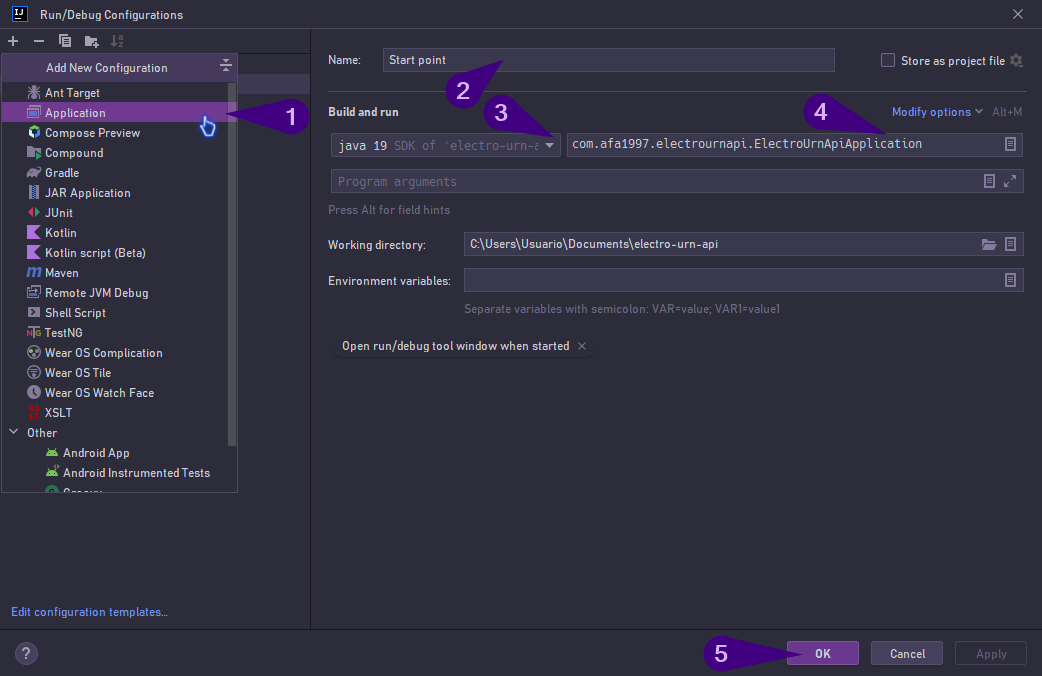 Run/Debug Configurations
Add New Configuration
Ant Target
Application
Compose Preview
Compound
Gradle
JAR Application
JUnit
Kotlin
Kotlin script (Beta)
Maven
Remote JVM Debug
Shell Script
TestNG
Wear OS Complication
Wear OS Tile
Wear OS Watch Face
XSLT
Other
Android App
Android Instrumented Tests
Groovy
Edit configuration templates...
1
Name: Start point
Store as project file
2
3
4
Build and run
Modify options Alt+M
java 19 SDK of 'electro-urn-a
com.afa1997.electrournapi.ElectroUrnApiApplication
Program arguments
Press Alt for field hints
Working directory: C:\Users\Usuario\Documents\electro-urn-api
Environment variables:
Separate variables with semicolon: VAR=value; VAR1=value1
Open run/debug tool window when started
?
5
OK
Cancel
Apply